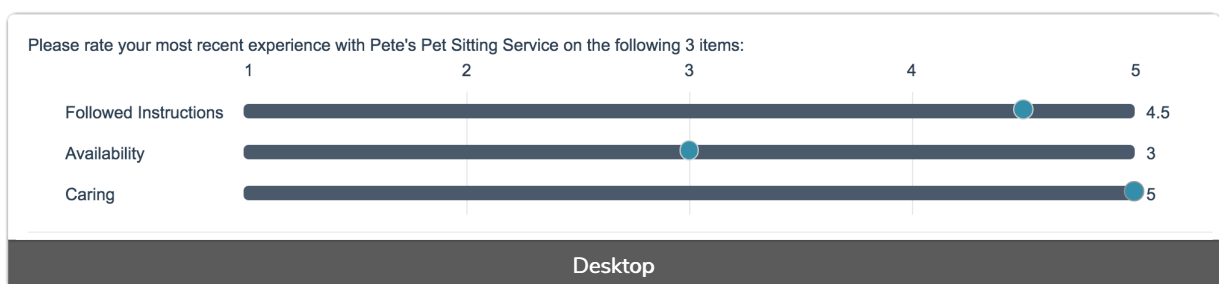 Please rate your most recent experience with Pete's Pet Sitting Service on the following 3 items:
1 2 3 4 5
Followed Instructions 4.5
Availability 3
Caring 5
Desktop